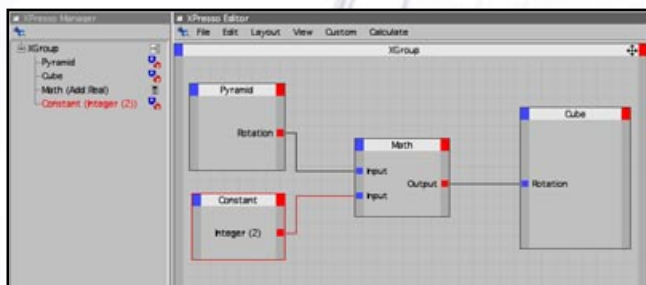 XPresso Manager
XGroup
Pyramid
Cube
Math (Add:Real)
Constant (Integer (2))
XPresso Editor
File Edit Layout View Custom Calculate
XGroup
Pyramid
Rotation
Constant
Integer (2)
Math
Input
Output
Input
Cube
Rotation